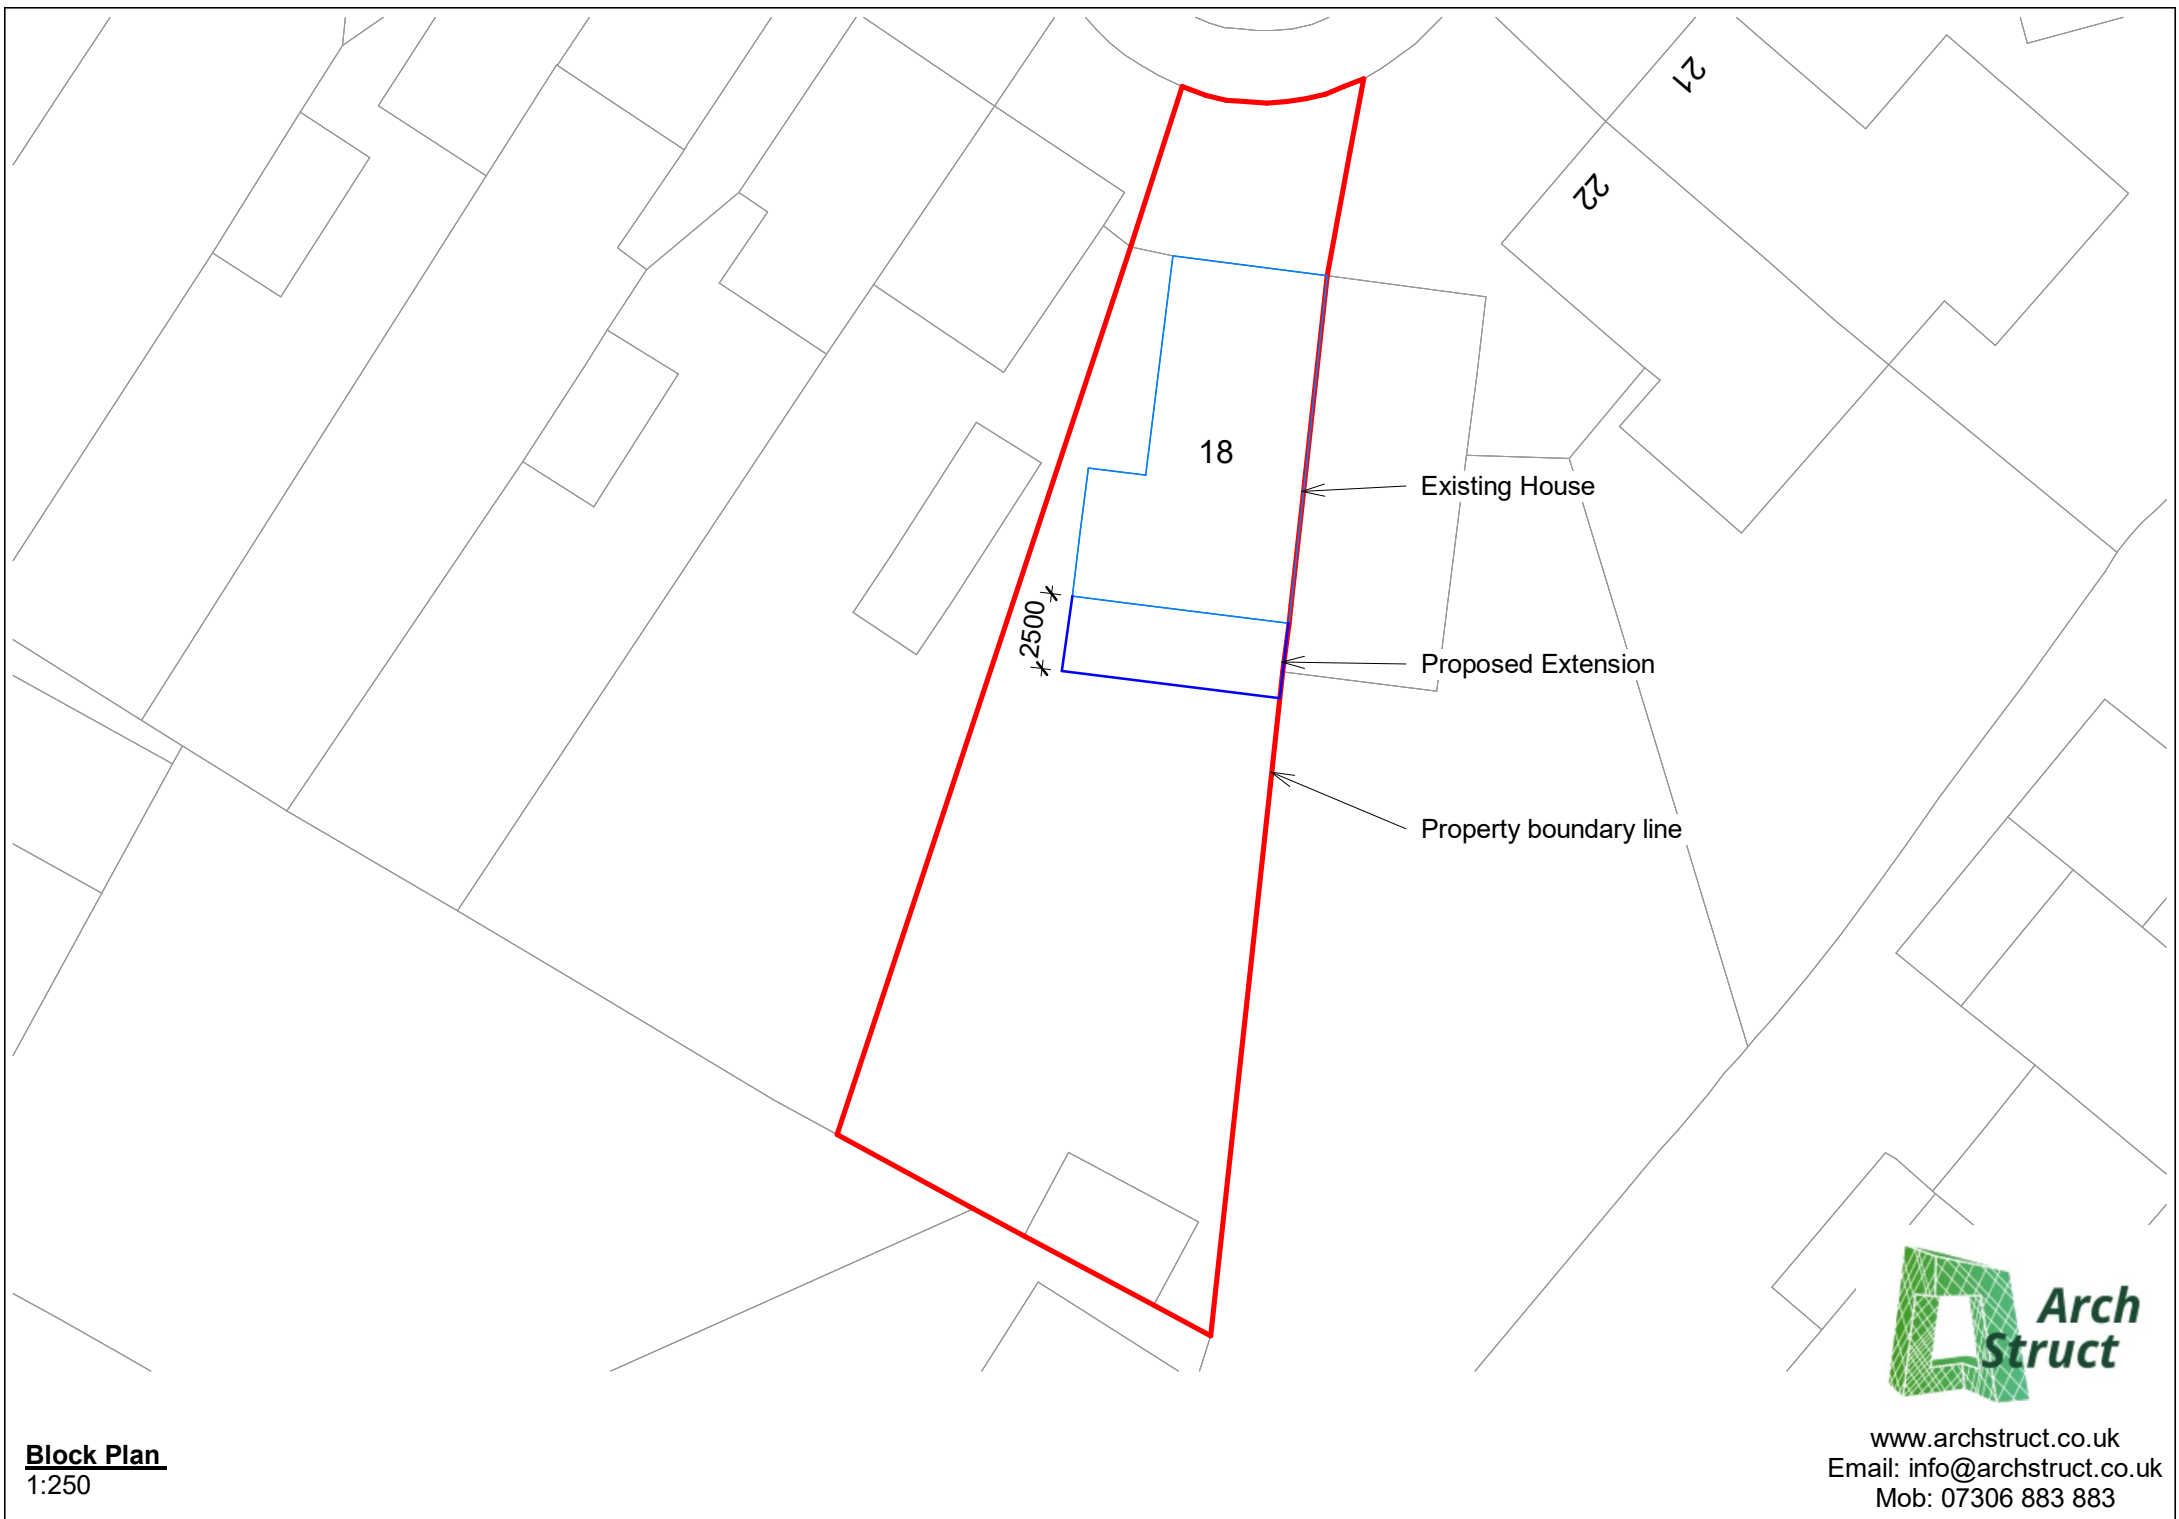 21
22
18
Existing House
2500
Proposed Extension
Property boundary line
Arch
Struct
Block Plan
1:250
www.archstruct.co.uk
Email: info@archstruct.co.uk
Mob: 07306 883 883